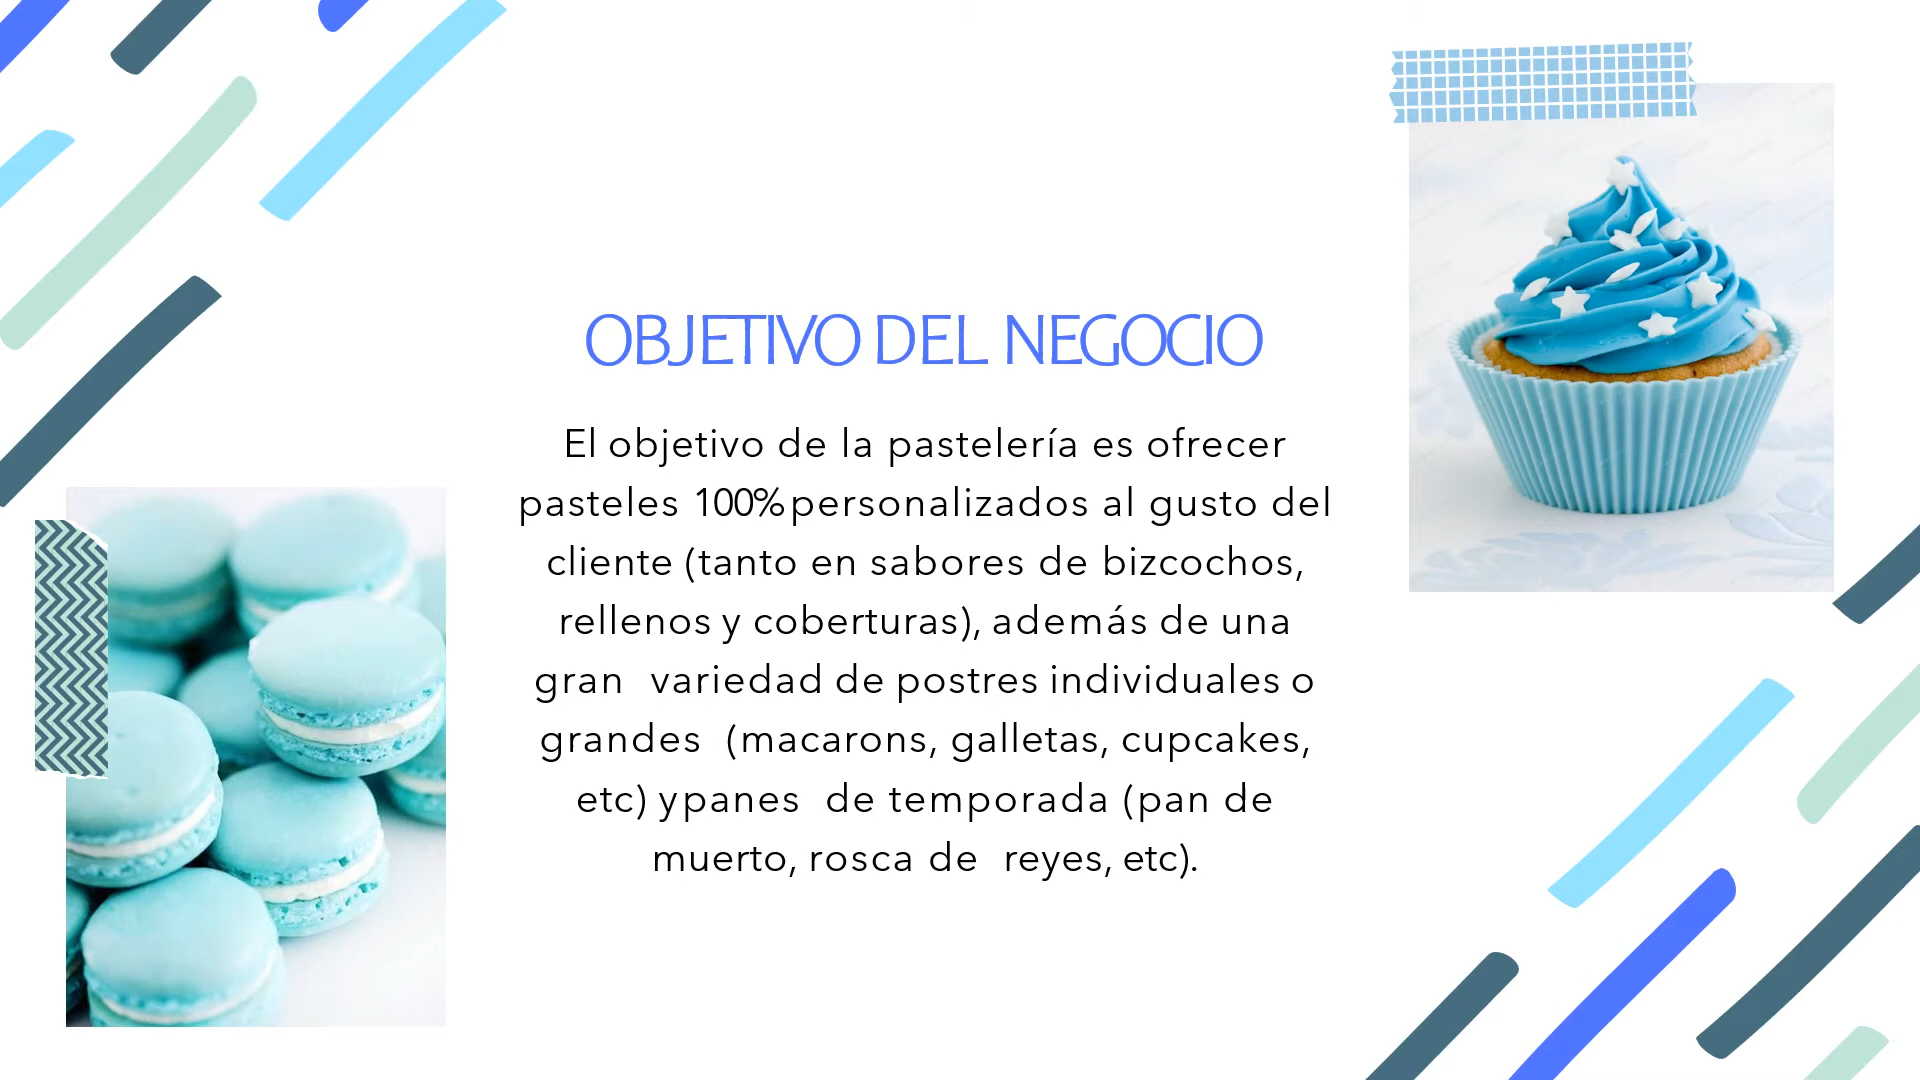 OBJETIVO DEL NEGOCIO
El objetivo de la pastelería es ofrecer
pasteles 100% personalizados al gusto del
cliente (tanto en sabores de bizcochos,
rellenos y coberturas), además de una
gran variedad de postres individuales o
grandes (macarons, galletas, cupcakes,
etc) y panes de temporada (pan de
muerto, rosca de reyes, etc).